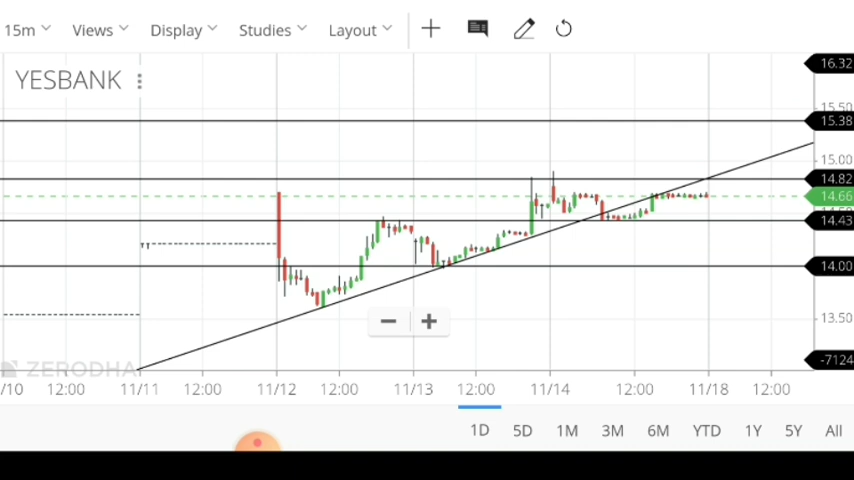 15m Views Display Studies Layout
YESBANK
16.32
15.50
15.38
15.00
14.82
14.66
14.43
14.00
13.50
-7124
ZERODHA
/10 12:00 11/11 12:00 11/12 12:00 11/13 12:00 11/14 12:00 11/18 12:00
1D 5D 1M 3M 6M YTD 1Y 5Y All